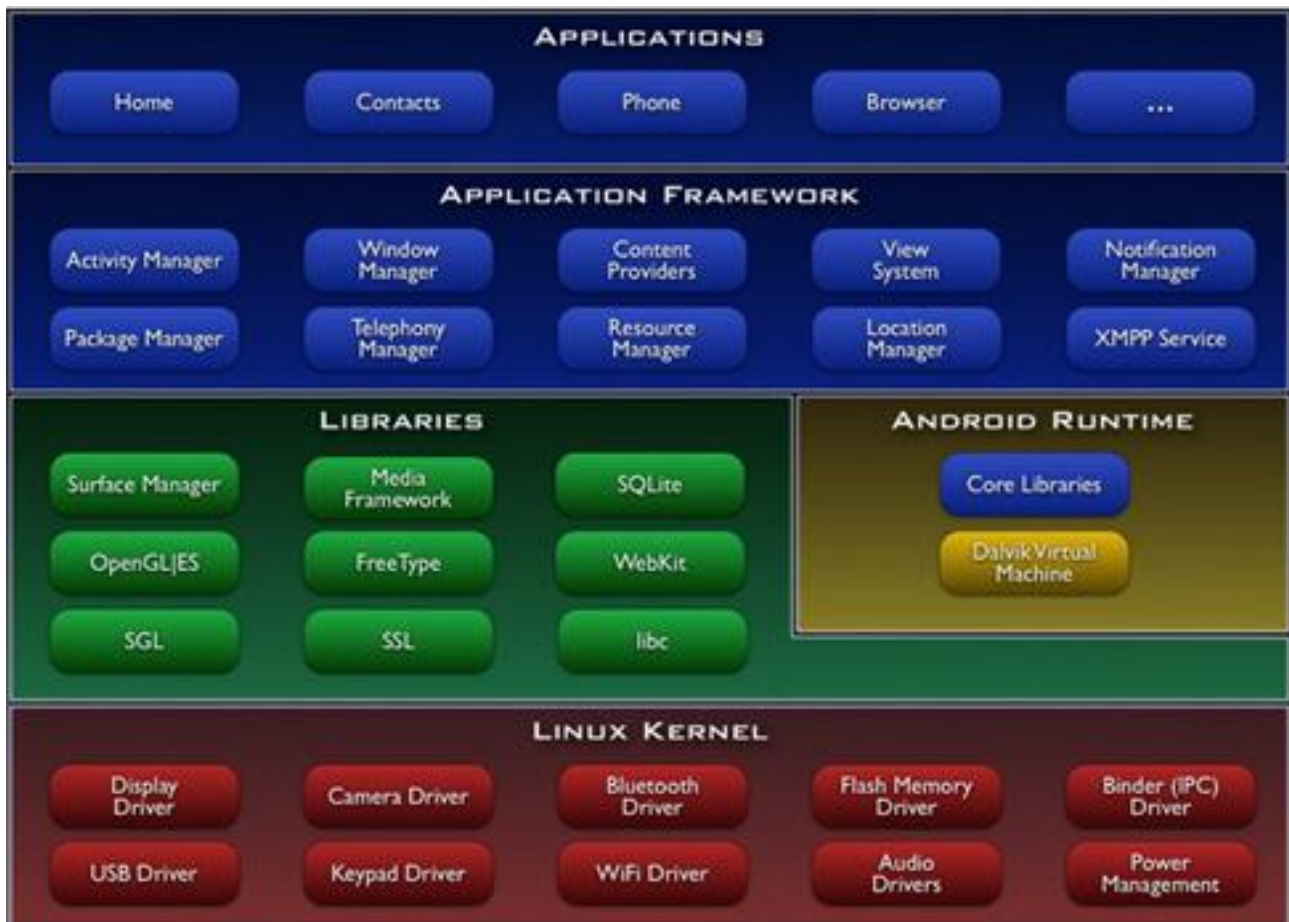 APPLICATIONS
Home
Contacts
Phone
Browser
...
APPLICATION FRAMEWORK
Activity Manager
Window
Manager
Content
Providers
View
System
Notification
Manager
Package Manager
Telephony
Manager
Resource
Manager
Location
Manager
XMPP Service
LIBRARIES
Surface Manager
Media
Framework
SQLite
OpenGL|ES
FreeType
WebKit
SGL
SSL
libc
ANDROID RUNTIME
Core Libraries
Dalvik Virtual
Machine
LINUX KERNEL
Display
Driver
Camera Driver
Bluetooth
Driver
Flash Memory
Driver
Binder (IPC)
Driver
USB Driver
Keypad Driver
WiFi Driver
Audio
Drivers
Power
Management